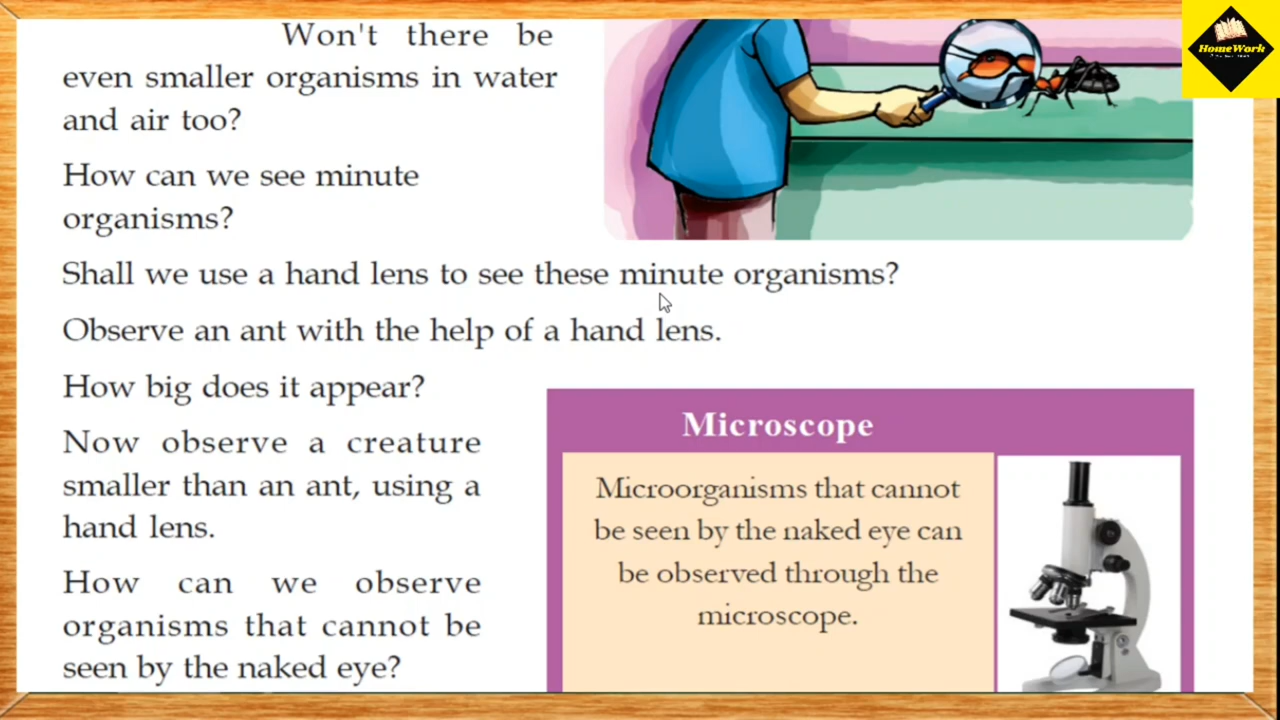 Won't there be
even smaller organisms in water
and air too?
How can we see minute
organisms?
Shall we use a hand lens to see these minute organisms?
Observe an ant with the help of a hand lens.
How big does it appear?
Now observe a creature
smaller than an ant, using a
hand lens.
How can we observe
organisms that cannot be
seen by the naked eye?
Microscope
Microorganisms that cannot
be seen by the naked eye can
be observed through the
microscope.
HomeWork